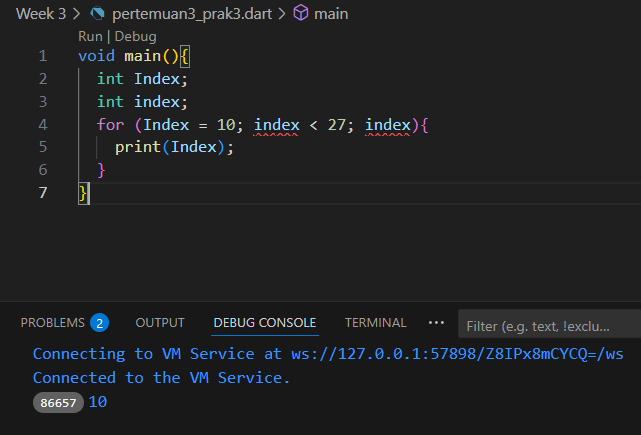 Week 3 > pertemuan3_prak3.dart > main
Run | Debug
1 void main(){
2 int Index;
3 int index;
4 for (Index = 10; index < 27; index){
5 print(Index);
6 }
7 }
PROBLEMS 2 OUTPUT DEBUG CONSOLE TERMINAL ··· Filter (e.g. text, !exclu...
Connecting to VM Service at ws://127.0.0.1:57898/Z8IPx8mCYCQ=/ws
Connected to the VM Service.
86657 10